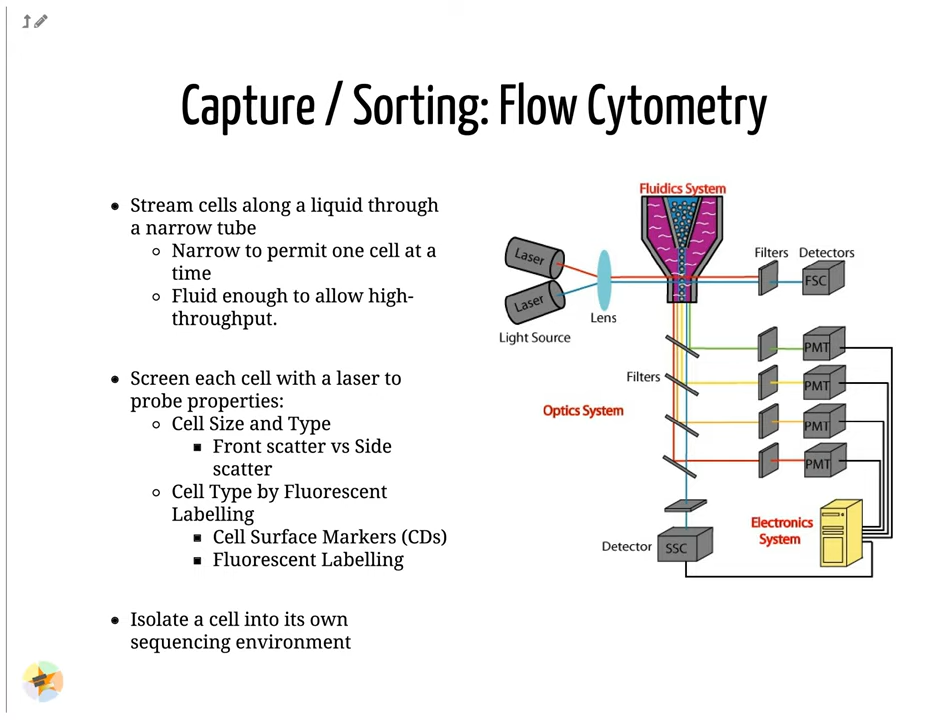 Capture / Sorting: Flow Cytometry
Stream cells along a liquid through
a narrow tube
Narrow to permit one cell at a
time
Fluid enough to allow high-
throughput.
Screen each cell with a laser to
probe properties:
Cell Size and Type
Front scatter vs Side
scatter
Cell Type by Fluorescent
Labelling
Cell Surface Markers (CDs)
Fluorescent Labelling
Isolate a cell into its own
sequencing environment
Fluidics System
Laser
Laser
Light Source
Lens
Filters
Detectors
FSC
PMT
Filters
PMT
Optics System
PMT
PMT
Electronics
System
Detector
SSC